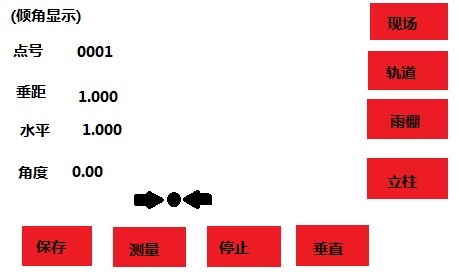 (倾角显示)
现场
点号 0001
轨道
垂距 1.000
雨棚
水平 1.000
角度 0.00
立柱
保存 测量 停止 垂直